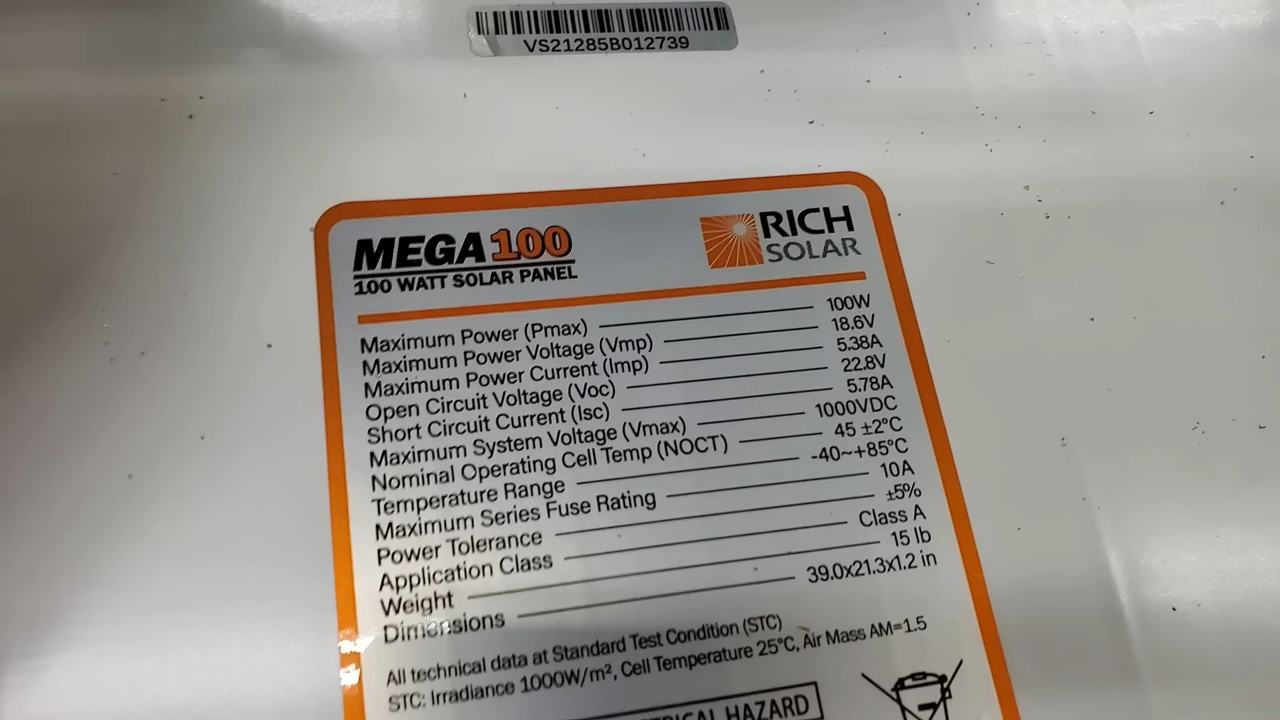 VS21285B012739
MEGA100
100 WATT SOLAR PANEL
RICH
SOLAR
Maximum Power (Pmax) 100W
Maximum Power Voltage (Vmp) 18.6V
Maximum Power Current (Imp) 5.38A
Open Circuit Voltage (Voc) 22.8V
Short Circuit Current (Isc) 5.78A
Maximum System Voltage (Vmax) 1000VDC
Nominal Operating Cell Temp (NOCT) 45 ±2°C
Temperature Range -40~+85°C
Maximum Series Fuse Rating 10A
Power Tolerance ±5%
Application Class Class A
Weight 15 lb
Dimensions 39.0x21.3x1.2 in
All technical data at Standard Test Condition (STC)
STC: Irradiance 1000W/m², Cell Temperature 25°C, Air Mass AM=1.5
HAZARD